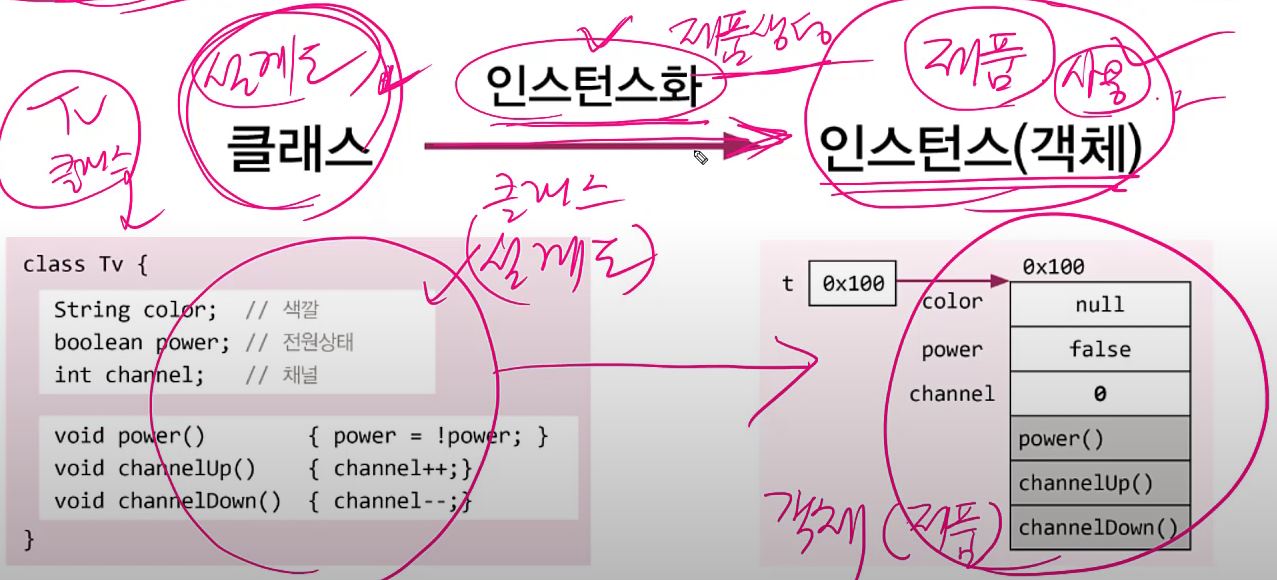 설계도
인스턴스화
제품생성
제품
사용
Tv
클래스
클래스
인스턴스(객체)
클래스
(설계도)
class Tv {
String color; // 색깔
boolean power; // 전원상태
int channel; // 채널
void power() { power = !power; }
void channelUp() { channel++;}
void channelDown() { channel--;}
}
t 0x100
0x100
color null
power false
channel 0
power()
channelUp()
channelDown()
객체 (제품)